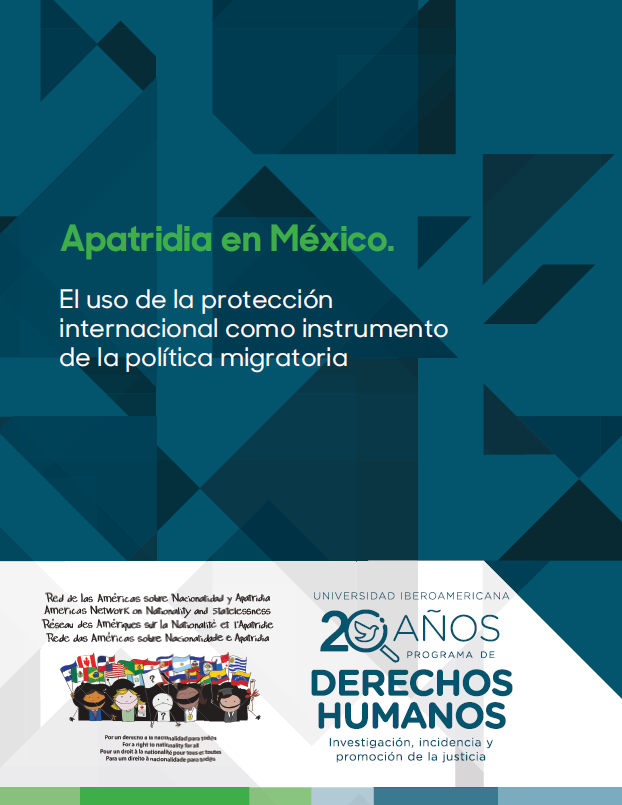 Apatridia en México.
El uso de la protección
internacional como instrumento
de la política migratoria
Red de las Américas sobre Nacionalidad y Apatridia
Americas Network on Nationality and Statelessness
Réseau des Amériques sur la Nationalité et l'Apatridie
Rede das Américas sobre Nacionalidade e Apatridia
?
Por un derecho a la nacionalidad para tod@s
For a right to nationality for all
Pour un droit à la nationalité pour tous et toutes
Para um direito à nacionalidade para tod@s
UNIVERSIDAD IBEROAMERICANA
20 AÑOS
PROGRAMA DE
DERECHOS
HUMANOS
Investigación, incidencia y
promoción de la justicia